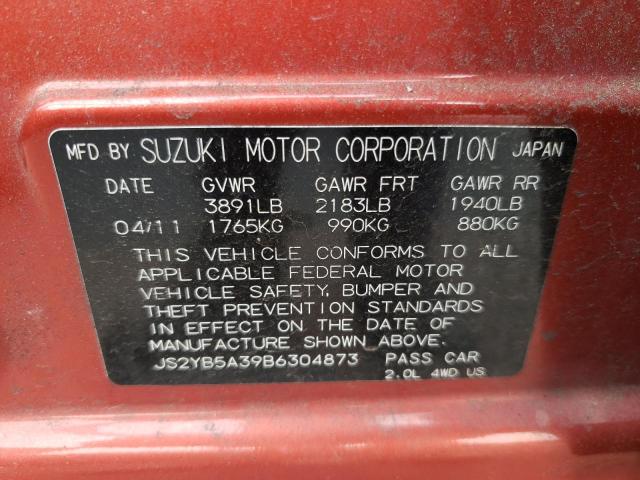 MFD BY SUZUKI MOTOR CORPORATION JAPAN
DATE GVWR GAWR FRT GAWR RR
3891LB 2183LB 1940LB
04/11 1765KG 990KG 880KG
THIS VEHICLE CONFORMS TO ALL
APPLICABLE FEDERAL MOTOR
VEHICLE SAFETY, BUMPER AND
THEFT PREVENTION STANDARDS
IN EFFECT ON THE DATE OF
MANUFACTURE SHOWN ABOVE.
JS2YB5A39B6304873 PASS CAR
2.0L 4WD US